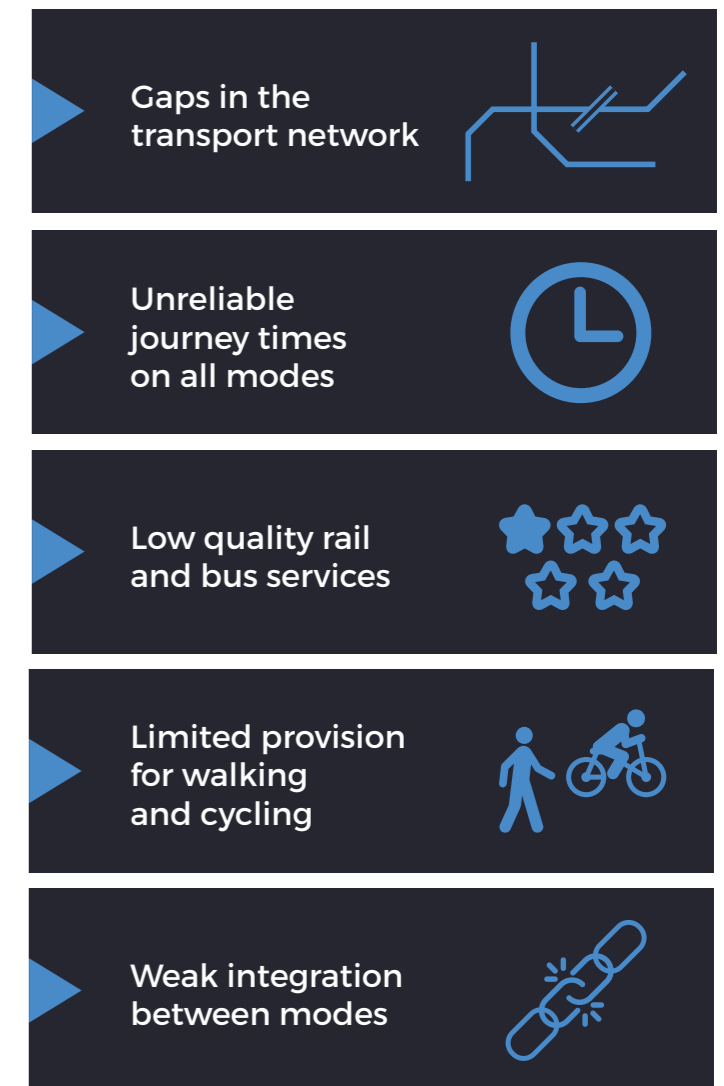 Gaps in the
transport network
Unreliable
journey times
on all modes
Low quality rail
and bus services
Limited provision
for walking
and cycling
Weak integration
between modes